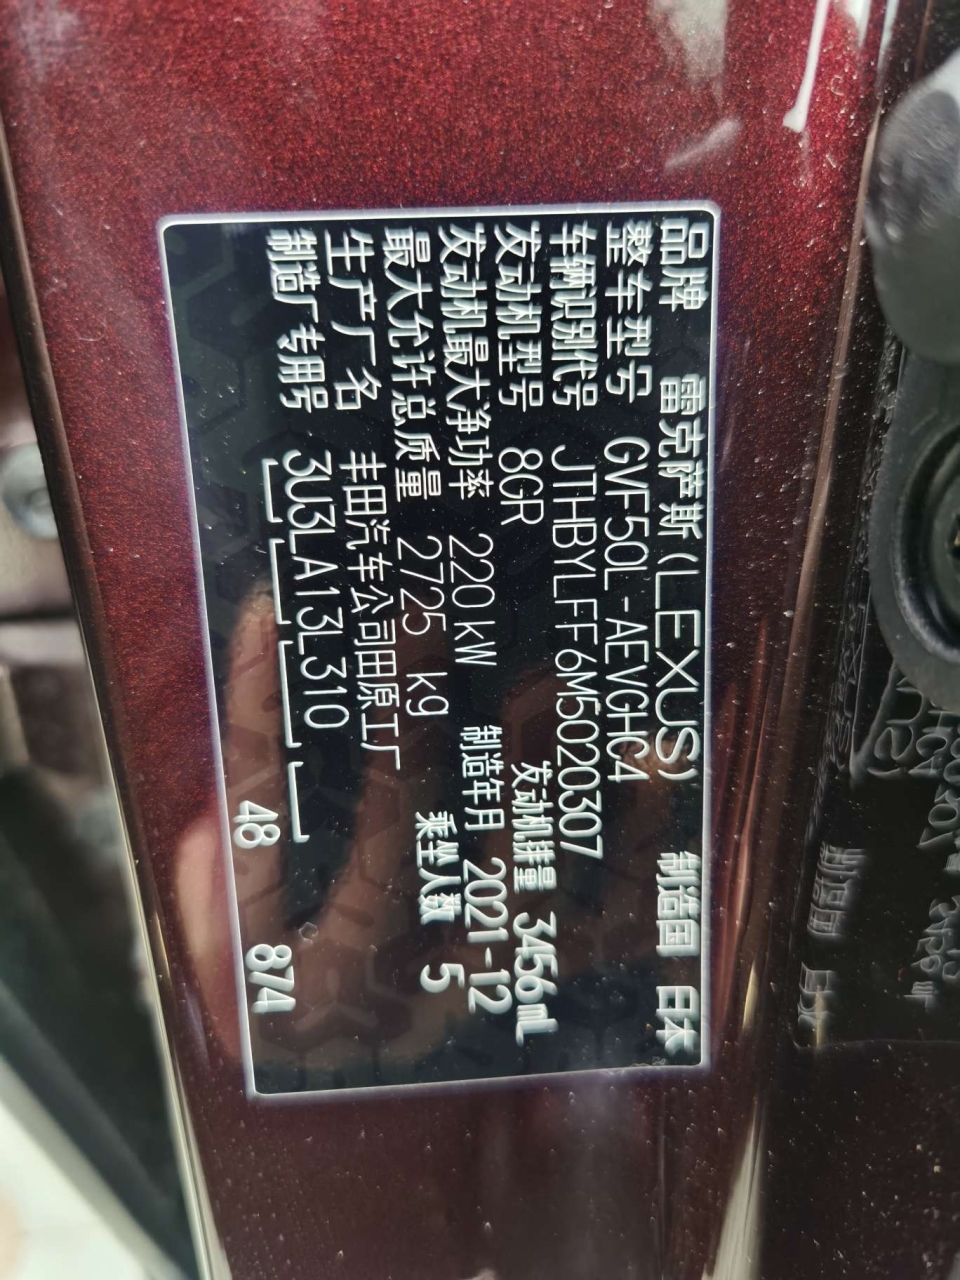 品牌 雷克萨斯(LEXUS) 制造国 日本
整车型号 GVF50L-AEVGHC4
车辆识别代号 JTHBYLFF6M5020307
发动机型号 8GR 发动机排量 3456mL
发动机最大净功率 220kW 制造年月 2021-12
最大允许总质量 2725 kg 乘坐人数 5
生产厂名 丰田汽车公司田原工厂
制造厂专用号 3U3LA13L310
48 874